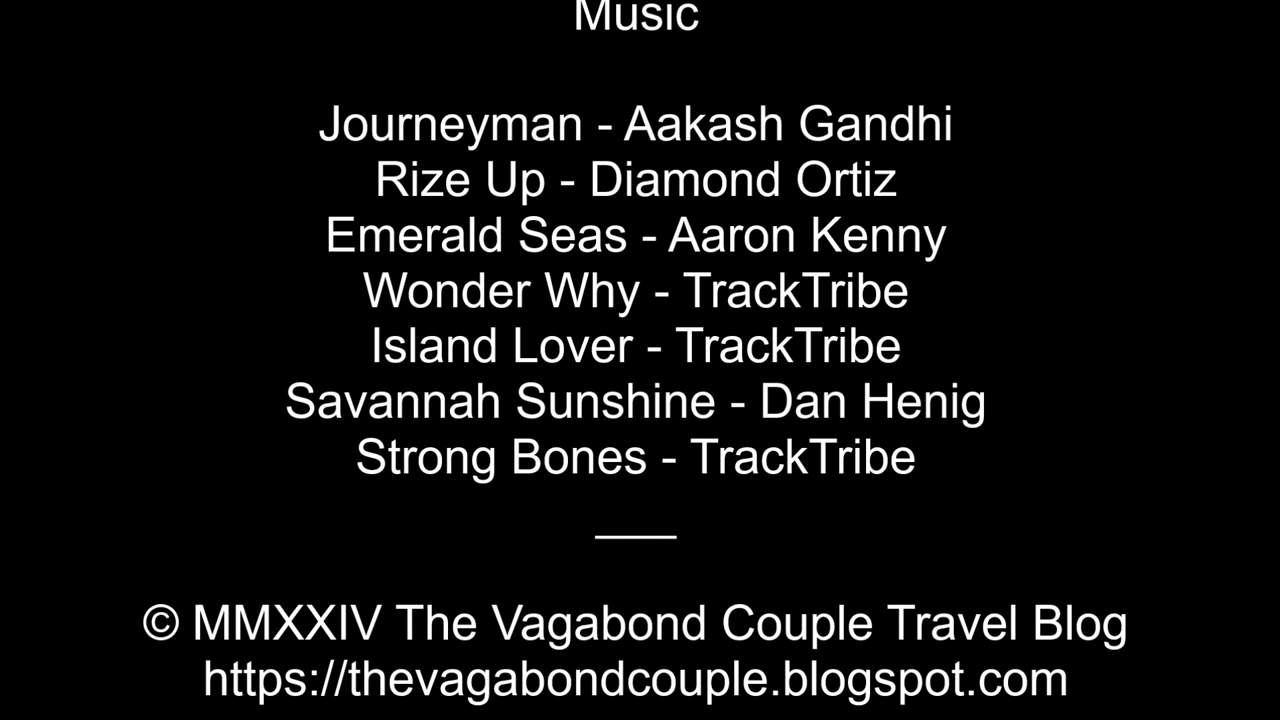 Music
Journeyman - Aakash Gandhi
Rize Up - Diamond Ortiz
Emerald Seas - Aaron Kenny
Wonder Why - TrackTribe
Island Lover - TrackTribe
Savannah Sunshine - Dan Henig
Strong Bones - TrackTribe
___
© MMXXIV The Vagabond Couple Travel Blog
https://thevagabondcouple.blogspot.com